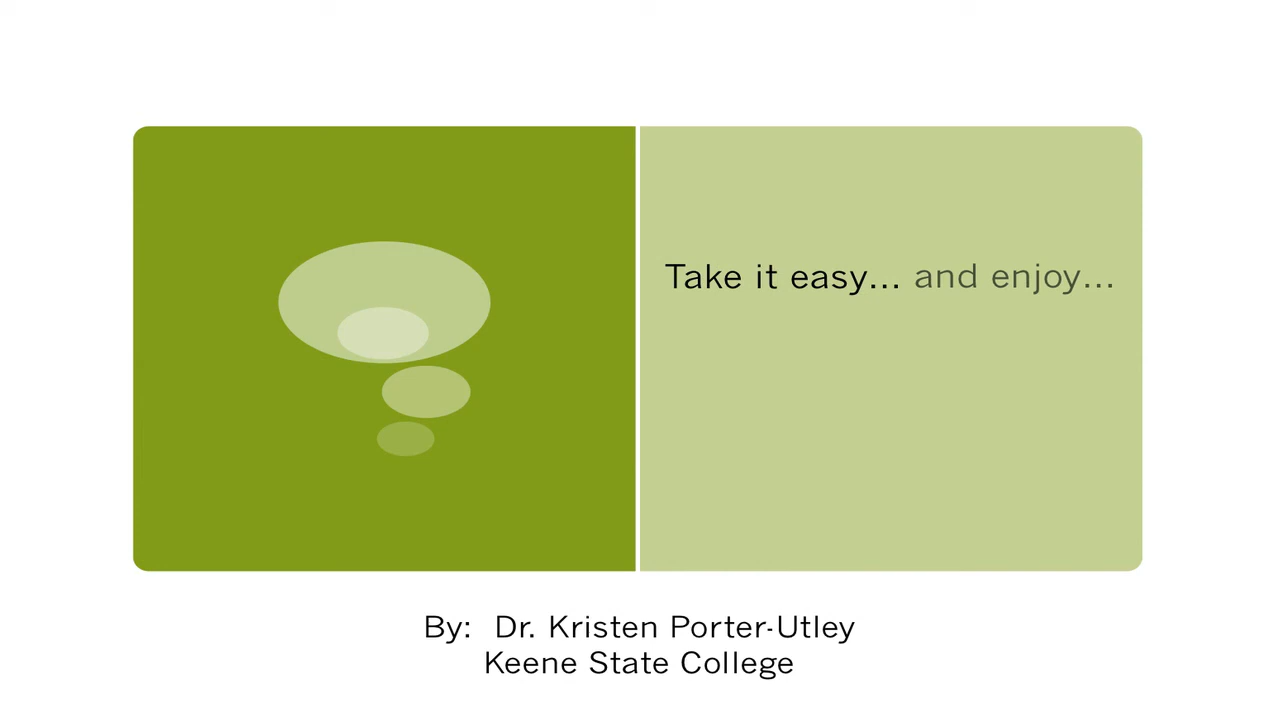 Take it easy... and enjoy...
By:  Dr. Kristen Porter-Utley
Keene State College